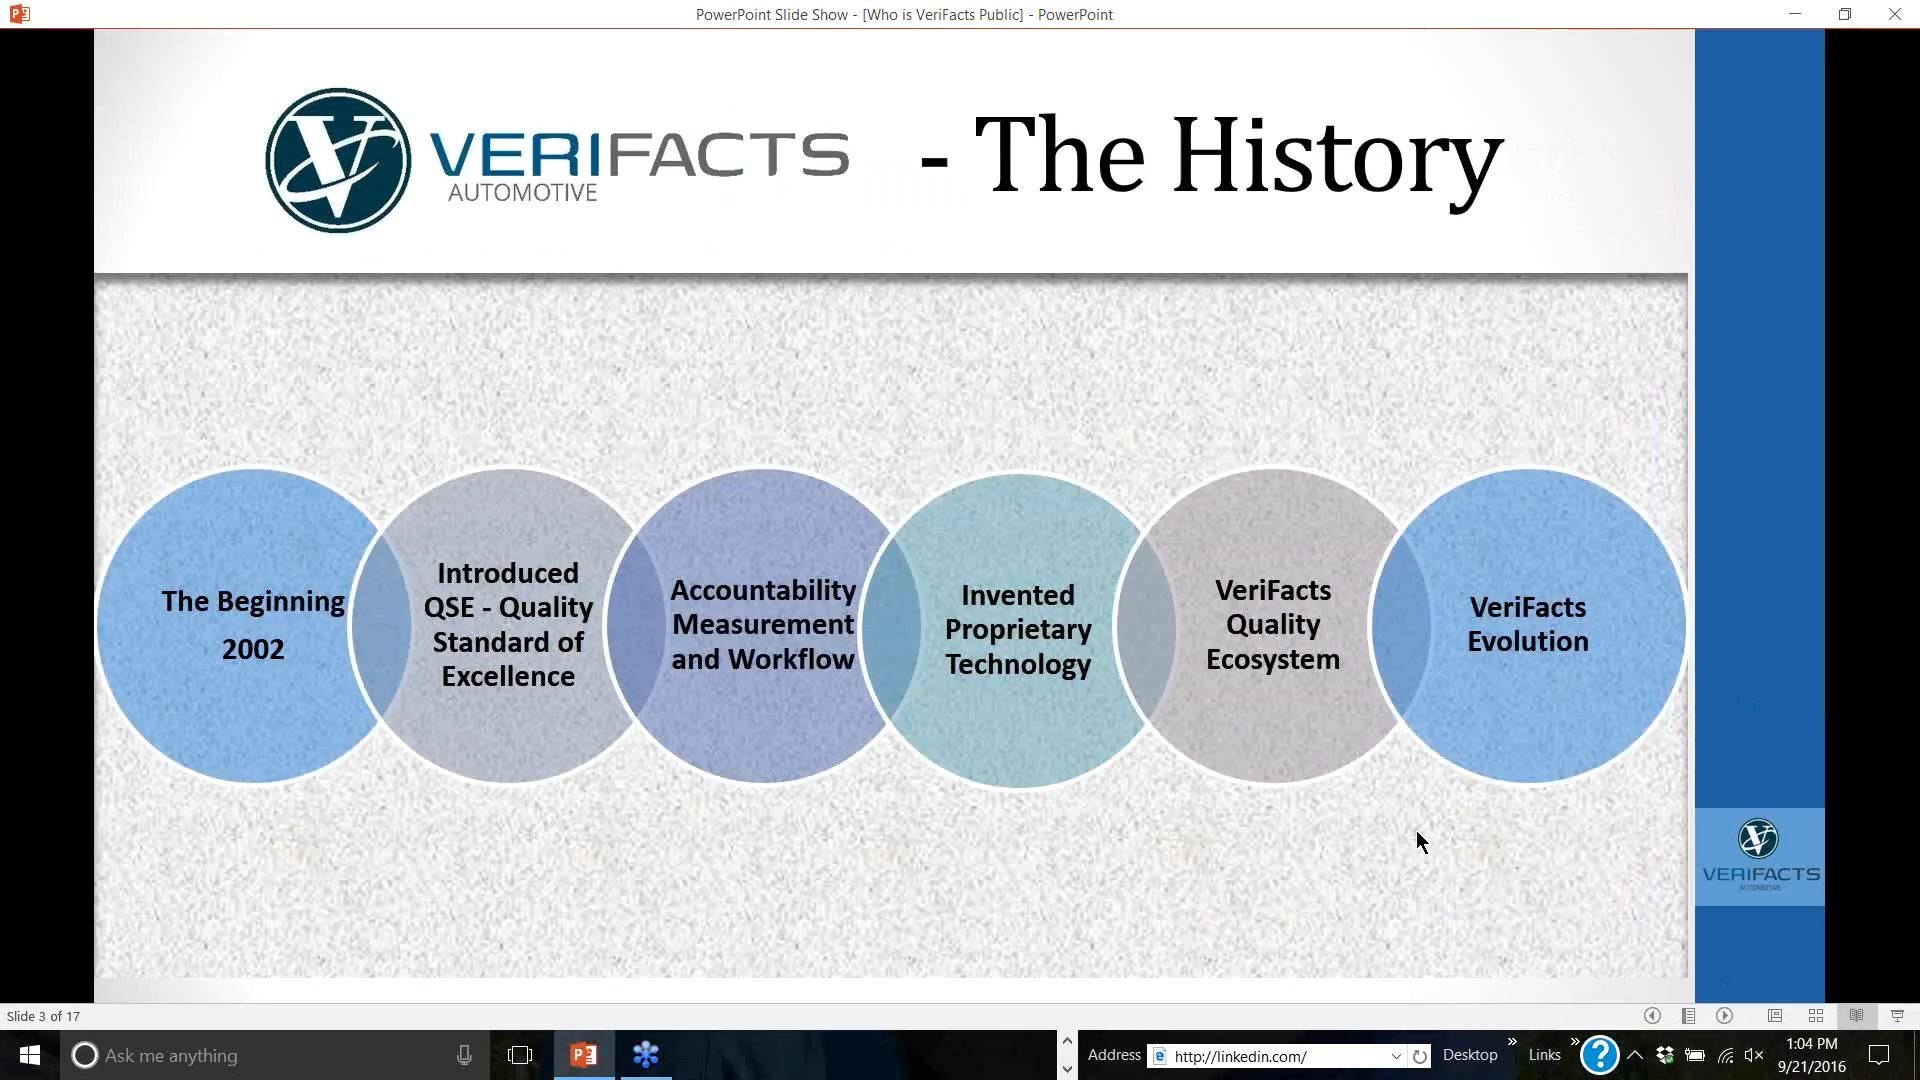 PowerPoint Slide Show - [Who is VeriFacts Public] - PowerPoint
VERIFACTS
AUTOMOTIVE
- The History
The Beginning
2002
Introduced
QSE - Quality
Standard of
Excellence
Accountability
Measurement
and Workflow
Invented
Proprietary
Technology
VeriFacts
Quality
Ecosystem
VeriFacts
Evolution
VERIFACTS
AUTOMOTIVE
Slide 3 of 17
Ask me anything
Address
http://linkedin.com/
Desktop
Links
1:04 PM
9/21/2016